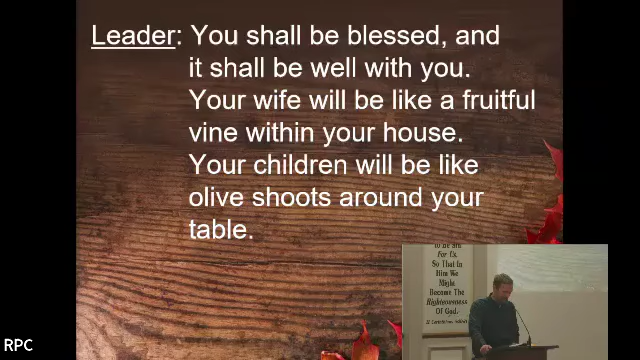 Leader: You shall be blessed, and
it shall be well with you.
Your wife will be like a fruitful
vine within your house.
Your children will be like
olive shoots around your
table.
For Us,
So That In
Him We
Might
Become The
Righteousness
Of God.
RPC